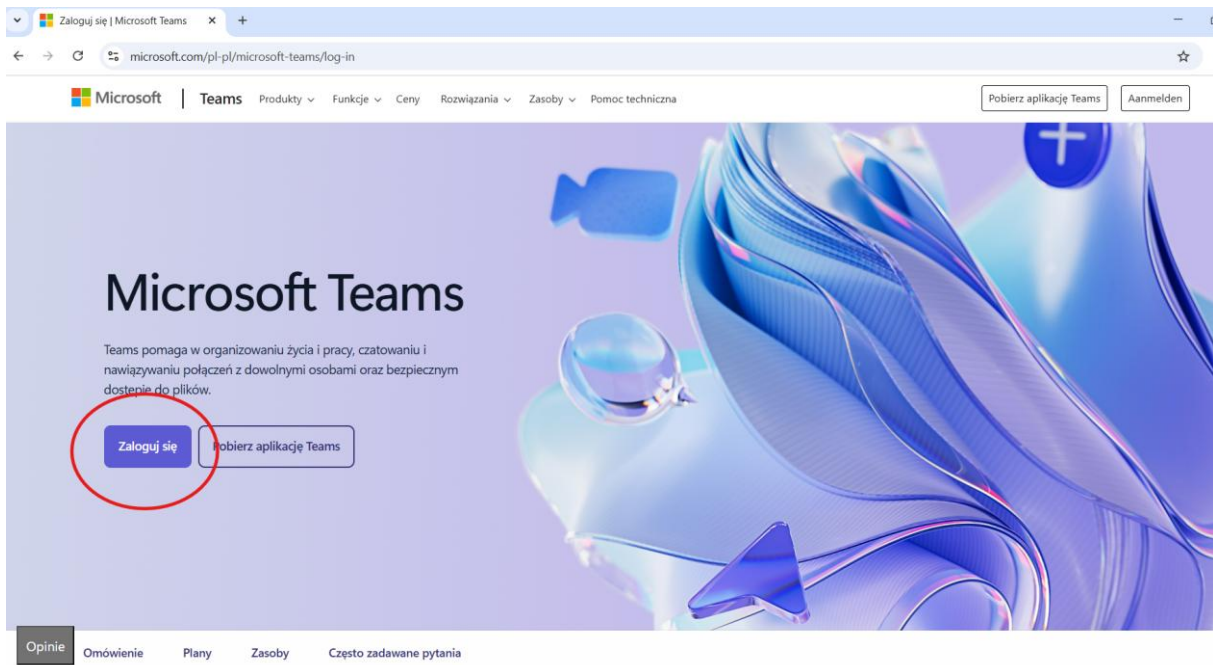 Zaloguj się | Microsoft Teams
microsoft.com/pl-pl/microsoft-teams/log-in
Microsoft Teams Produkty Funkcje Ceny Rozwiązania Zasoby Pomoc techniczna Pobierz aplikację Teams Aanmelden
Microsoft Teams
Teams pomaga w organizowaniu życia i pracy, czatowaniu i
nawiązywaniu połączeń z dowolnymi osobami oraz bezpiecznym
dostępie do plików.
Zaloguj się Pobierz aplikację Teams
Opinie Omówienie Plany Zasoby Często zadawane pytania